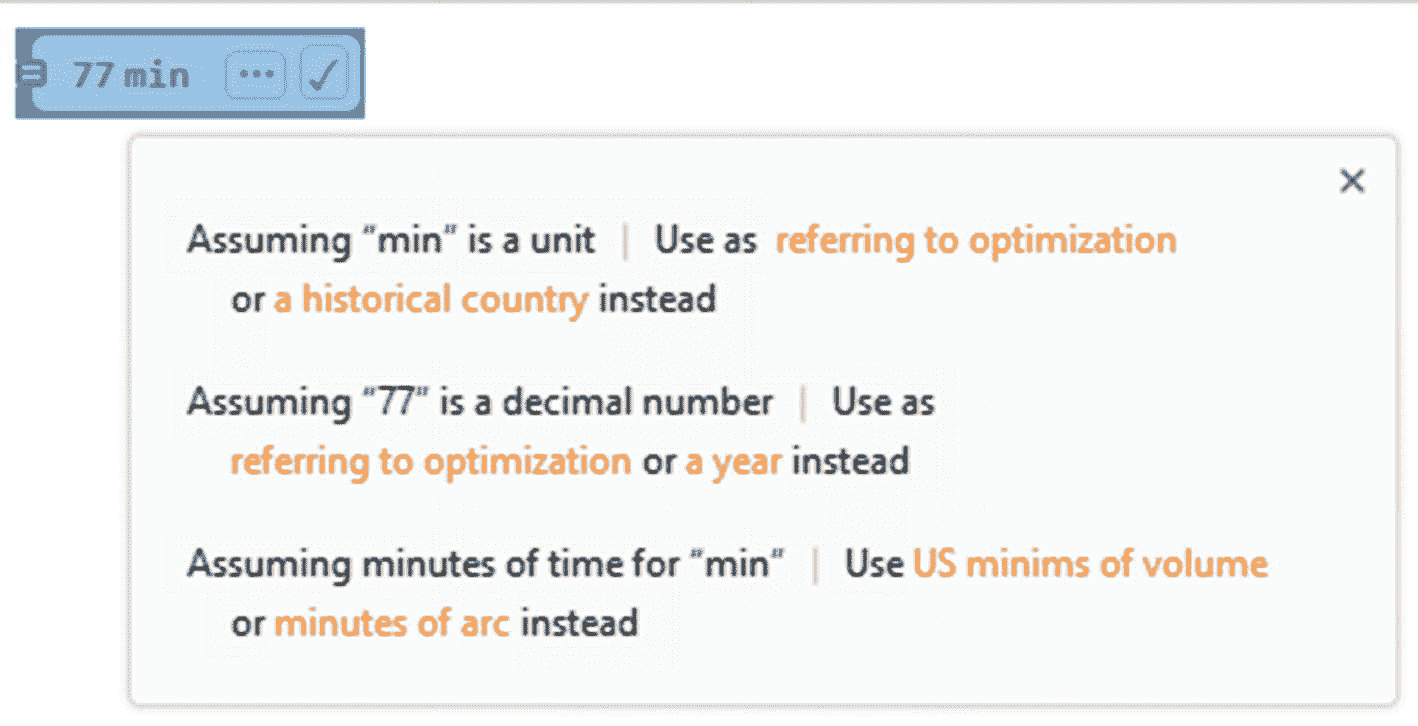 77 min
Assuming “min” is a unit | Use as referring to optimization
or a historical country instead
Assuming “77” is a decimal number | Use as
referring to optimization or a year instead
Assuming minutes of time for “min” | Use US minims of volume
or minutes of arc instead